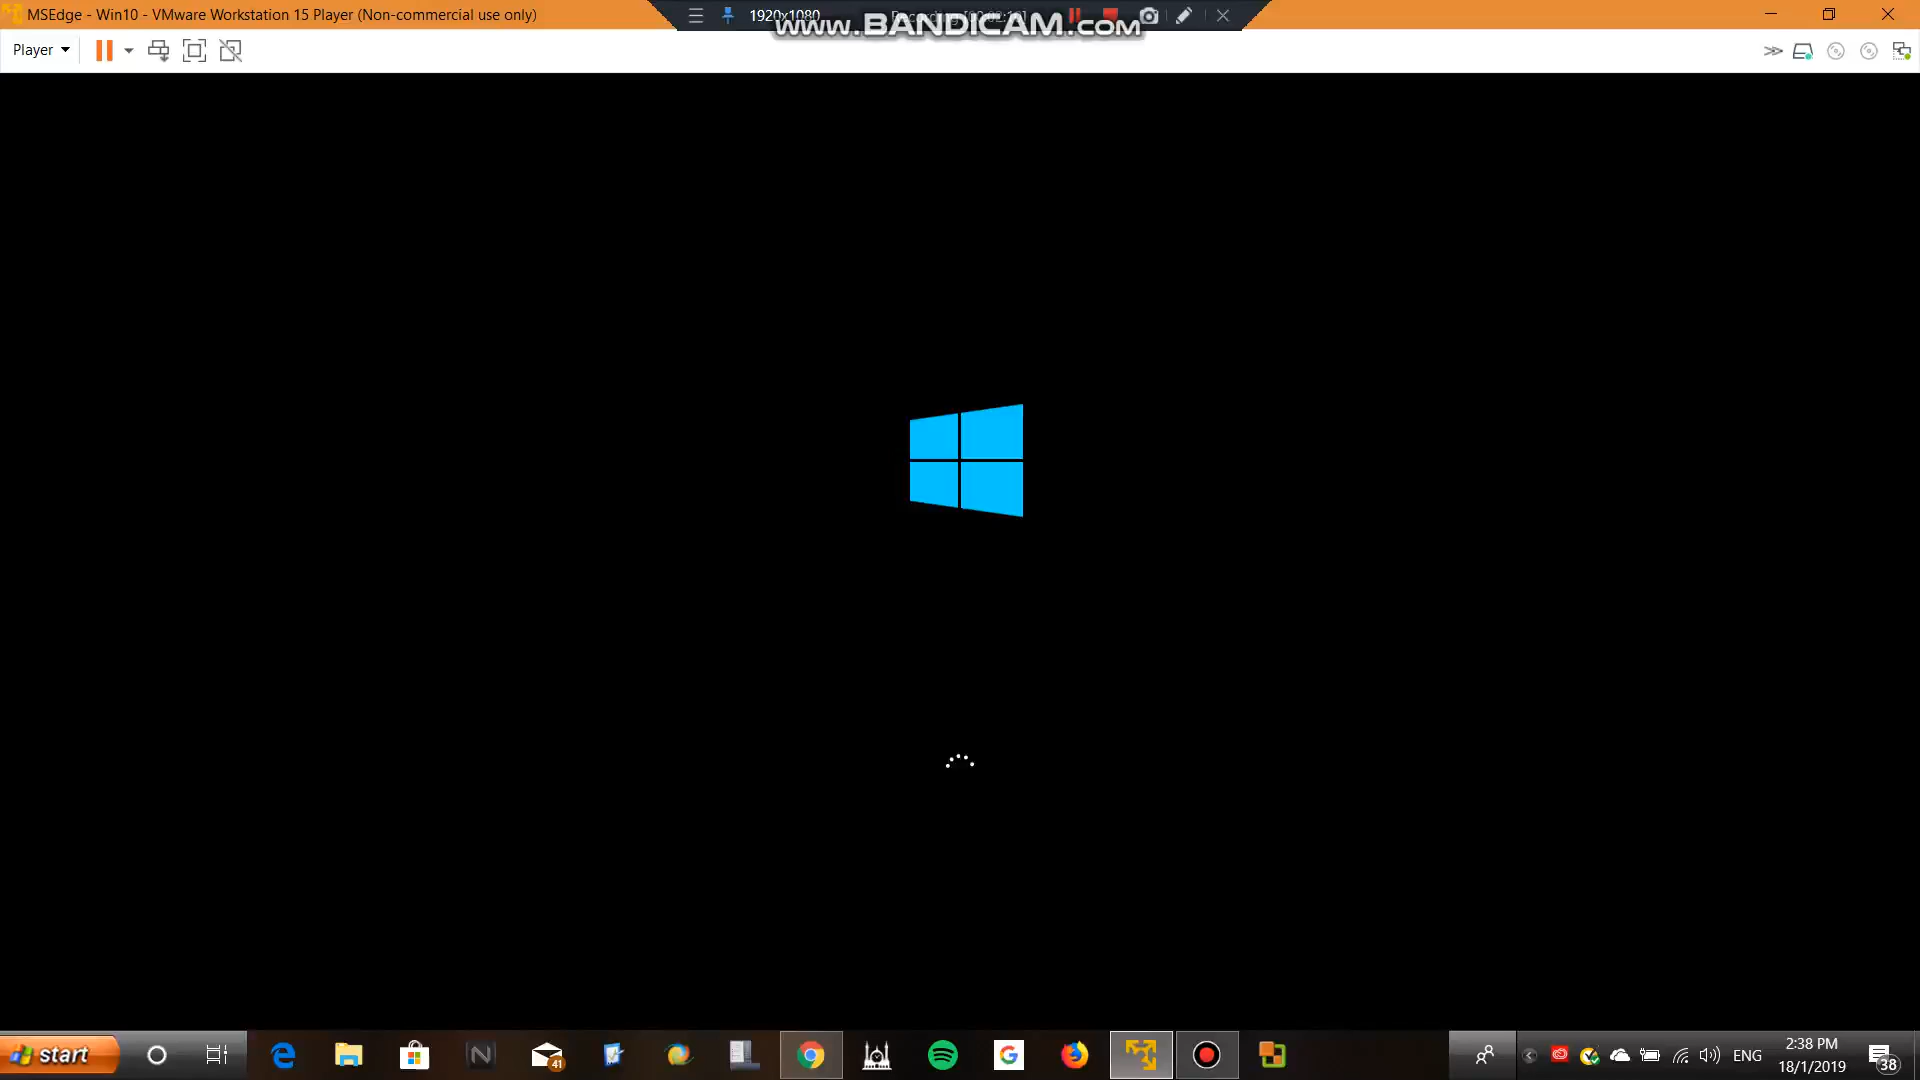 MSEdge - Win10 - VMware Workstation 15 Player (Non-commercial use only)
1920x1080
www.BANDICAM.com
Player
start
41
ENG
2:38 PM
18/1/2019
38